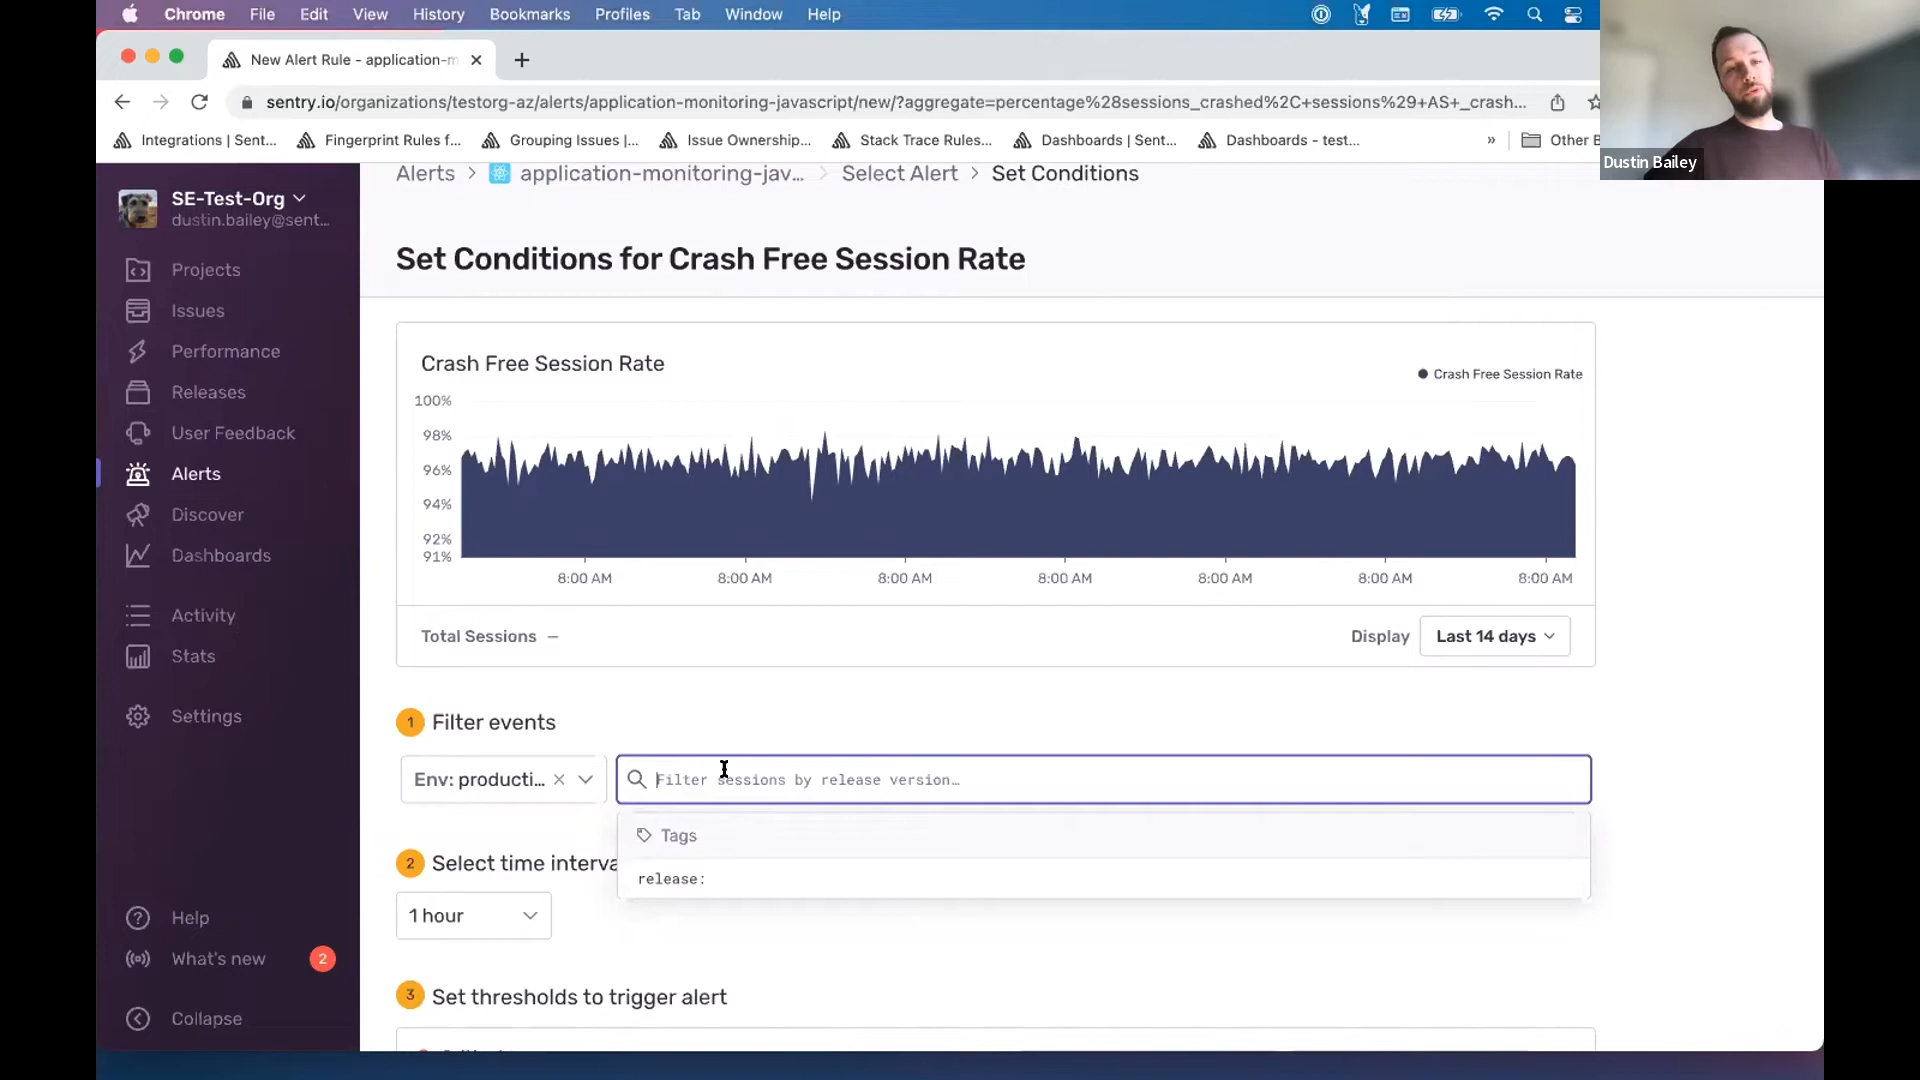 Chrome File Edit View History Bookmarks Profiles Tab Window Help
New Alert Rule - application-m
sentry.io/organizations/testorg-az/alerts/application-monitoring-javascript/new/?aggregate=percentage%28sessions_crashed%2C+sessions%29+AS+_crash...
Integrations | Sent... Fingerprint Rules f... Grouping Issues |... Issue Ownership... Stack Trace Rules... Dashboards | Sent... Dashboards - test... » Other B
Dustin Bailey
SE-Test-Org
dustin.bailey@sent...
Projects
Issues
Performance
Releases
User Feedback
Alerts
Discover
Dashboards
Activity
Stats
Settings
Help
What's new 2
Collapse
Alerts > application-monitoring-jav... > Select Alert > Set Conditions
Set Conditions for Crash Free Session Rate
Crash Free Session Rate
Crash Free Session Rate
100%
98%
96%
94%
92%
91%
8:00 AM 8:00 AM 8:00 AM 8:00 AM 8:00 AM 8:00 AM 8:00 AM
Total Sessions — Display Last 14 days
1 Filter events
Env: producti... Filter sessions by release version...
Tags
release:
2 Select time interva
1 hour
3 Set thresholds to trigger alert